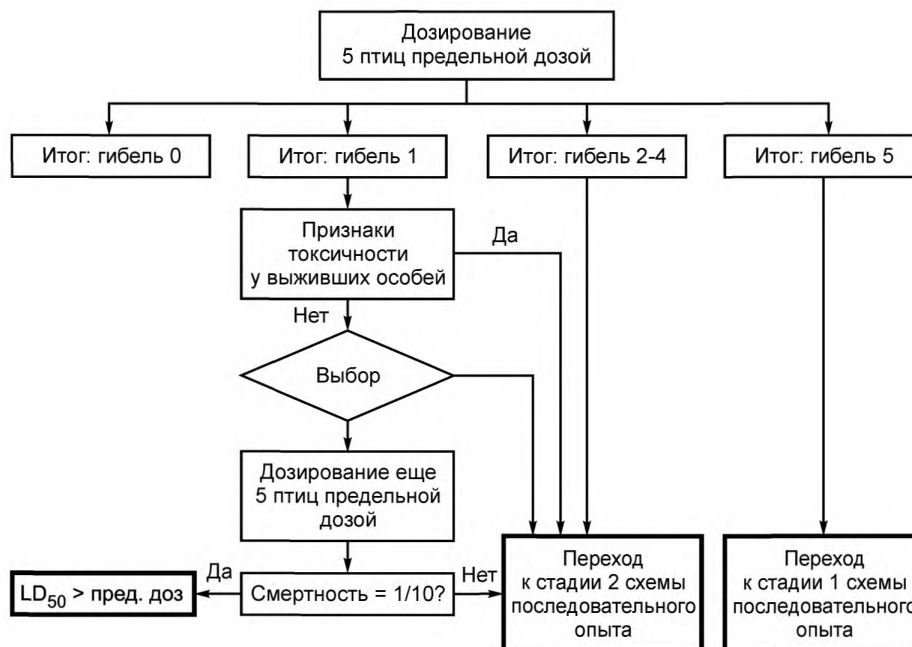 Дозирование
5 птиц предельной дозой
Итог: гибель 0
Итог: гибель 1
Итог: гибель 2-4
Итог: гибель 5
Признаки
токсичности
у выживших особей
Да
Нет
Выбор
Дозирование еще
5 птиц предельной
дозой
LD50 > пред. доз
Да
Смертность = 1/10?
Нет
Переход
к стадии 2 схемы
последовательного
опыта
Переход
к стадии 1 схемы
последовательного
опыта